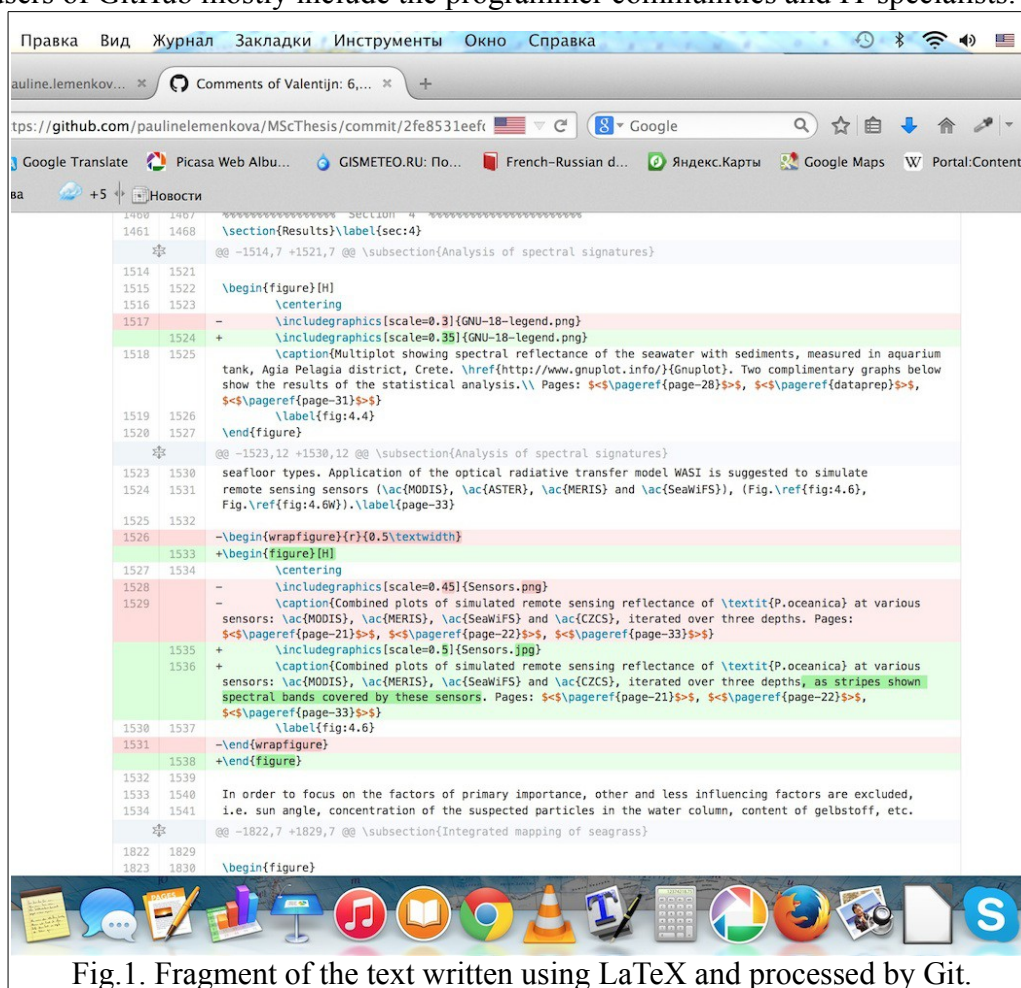 users of GitHub mostly include the programmer communities and IT specialists.
Правка Вид Журнал Закладки Инструменты Окно Справка
auline.lemenkov... × Comments of Valentijn: 6,... × +
tps://github.com/paulinelemenkova/MScThesis/commit/2fe8531eefc Google
Google Translate Picasa Web Albu... GISMETEO.RU: По... French–Russian d... Яндекс.Карты Google Maps W Portal:Content
ва +5 Новости
1460 1467 %%%%%%%%%%%%%%%%% Section 4 %%%%%%%%%%%%%%%%%%%%%%%
1461 1468 \section{Results}\label{sec:4}
@@ -1514,7 +1521,7 @@ \subsection{Analysis of spectral signatures}
1514 1521
1515 1522 \begin{figure}[H]
1516 1523 \centering
1517 - \includegraphics[scale=0.3]{GNU-18-legend.png}
1524 + \includegraphics[scale=0.35]{GNU-18-legend.png}
1518 1525 \caption{Multiplot showing spectral reflectance of the seawater with sediments, measured in aquarium
tank, Agia Pelagia district, Crete. \href{http://www.gnuplot.info/}{Gnuplot}. Two complimentary graphs below
show the results of the statistical analysis.\\ Pages: $<$\pageref{page-28}$>$, $<$\pageref{dataprep}$>$,
$<$\pageref{page-31}$>$}
1519 1526 \label{fig:4.4}
1520 1527 \end{figure}
@@ -1523,12 +1530,12 @@ \subsection{Analysis of spectral signatures}
1523 1530 seafloor types. Application of the optical radiative transfer model WASI is suggested to simulate
1524 1531 remote sensing sensors (\ac{MODIS}, \ac{ASTER}, \ac{MERIS} and \ac{SeaWiFS}), (Fig.\ref{fig:4.6},
Fig.\ref{fig:4.6W}).\label{page-33}
1525 1532
1526 -\begin{wrapfigure}{r}{0.5\textwidth}
1533 +\begin{figure}[H]
1527 1534 \centering
1528 - \includegraphics[scale=0.45]{Sensors.png}
1529 - \caption{Combined plots of simulated remote sensing reflectance of \textit{P.oceanica} at various
sensors: \ac{MODIS}, \ac{MERIS}, \ac{SeaWiFS} and \ac{CZCS}, iterated over three depths. Pages:
$<$\pageref{page-21}$>$, $<$\pageref{page-22}$>$, $<$\pageref{page-33}$>$}
1535 + \includegraphics[scale=0.5]{Sensors.jpg}
1536 + \caption{Combined plots of simulated remote sensing reflectance of \textit{P.oceanica} at various
sensors: \ac{MODIS}, \ac{MERIS}, \ac{SeaWiFS} and \ac{CZCS}, iterated over three depths, as stripes shown
spectral bands covered by these sensors. Pages: $<$\pageref{page-21}$>$, $<$\pageref{page-22}$>$,
$<$\pageref{page-33}$>$}
1530 1537 \label{fig:4.6}
1531 -\end{wrapfigure}
1538 +\end{figure}
1532 1539
1533 1540 In order to focus on the factors of primary importance, other and less influencing factors are excluded,
1534 1541 i.e. sun angle, concentration of the suspected particles in the water column, content of gelbstoff, etc.
@@ -1822,7 +1829,7 @@ \subsection{Integrated mapping of seagrass}
1822 1829
1823 1830 \begin{figure}
Fig.1. Fragment of the text written using LaTeX and processed by Git.